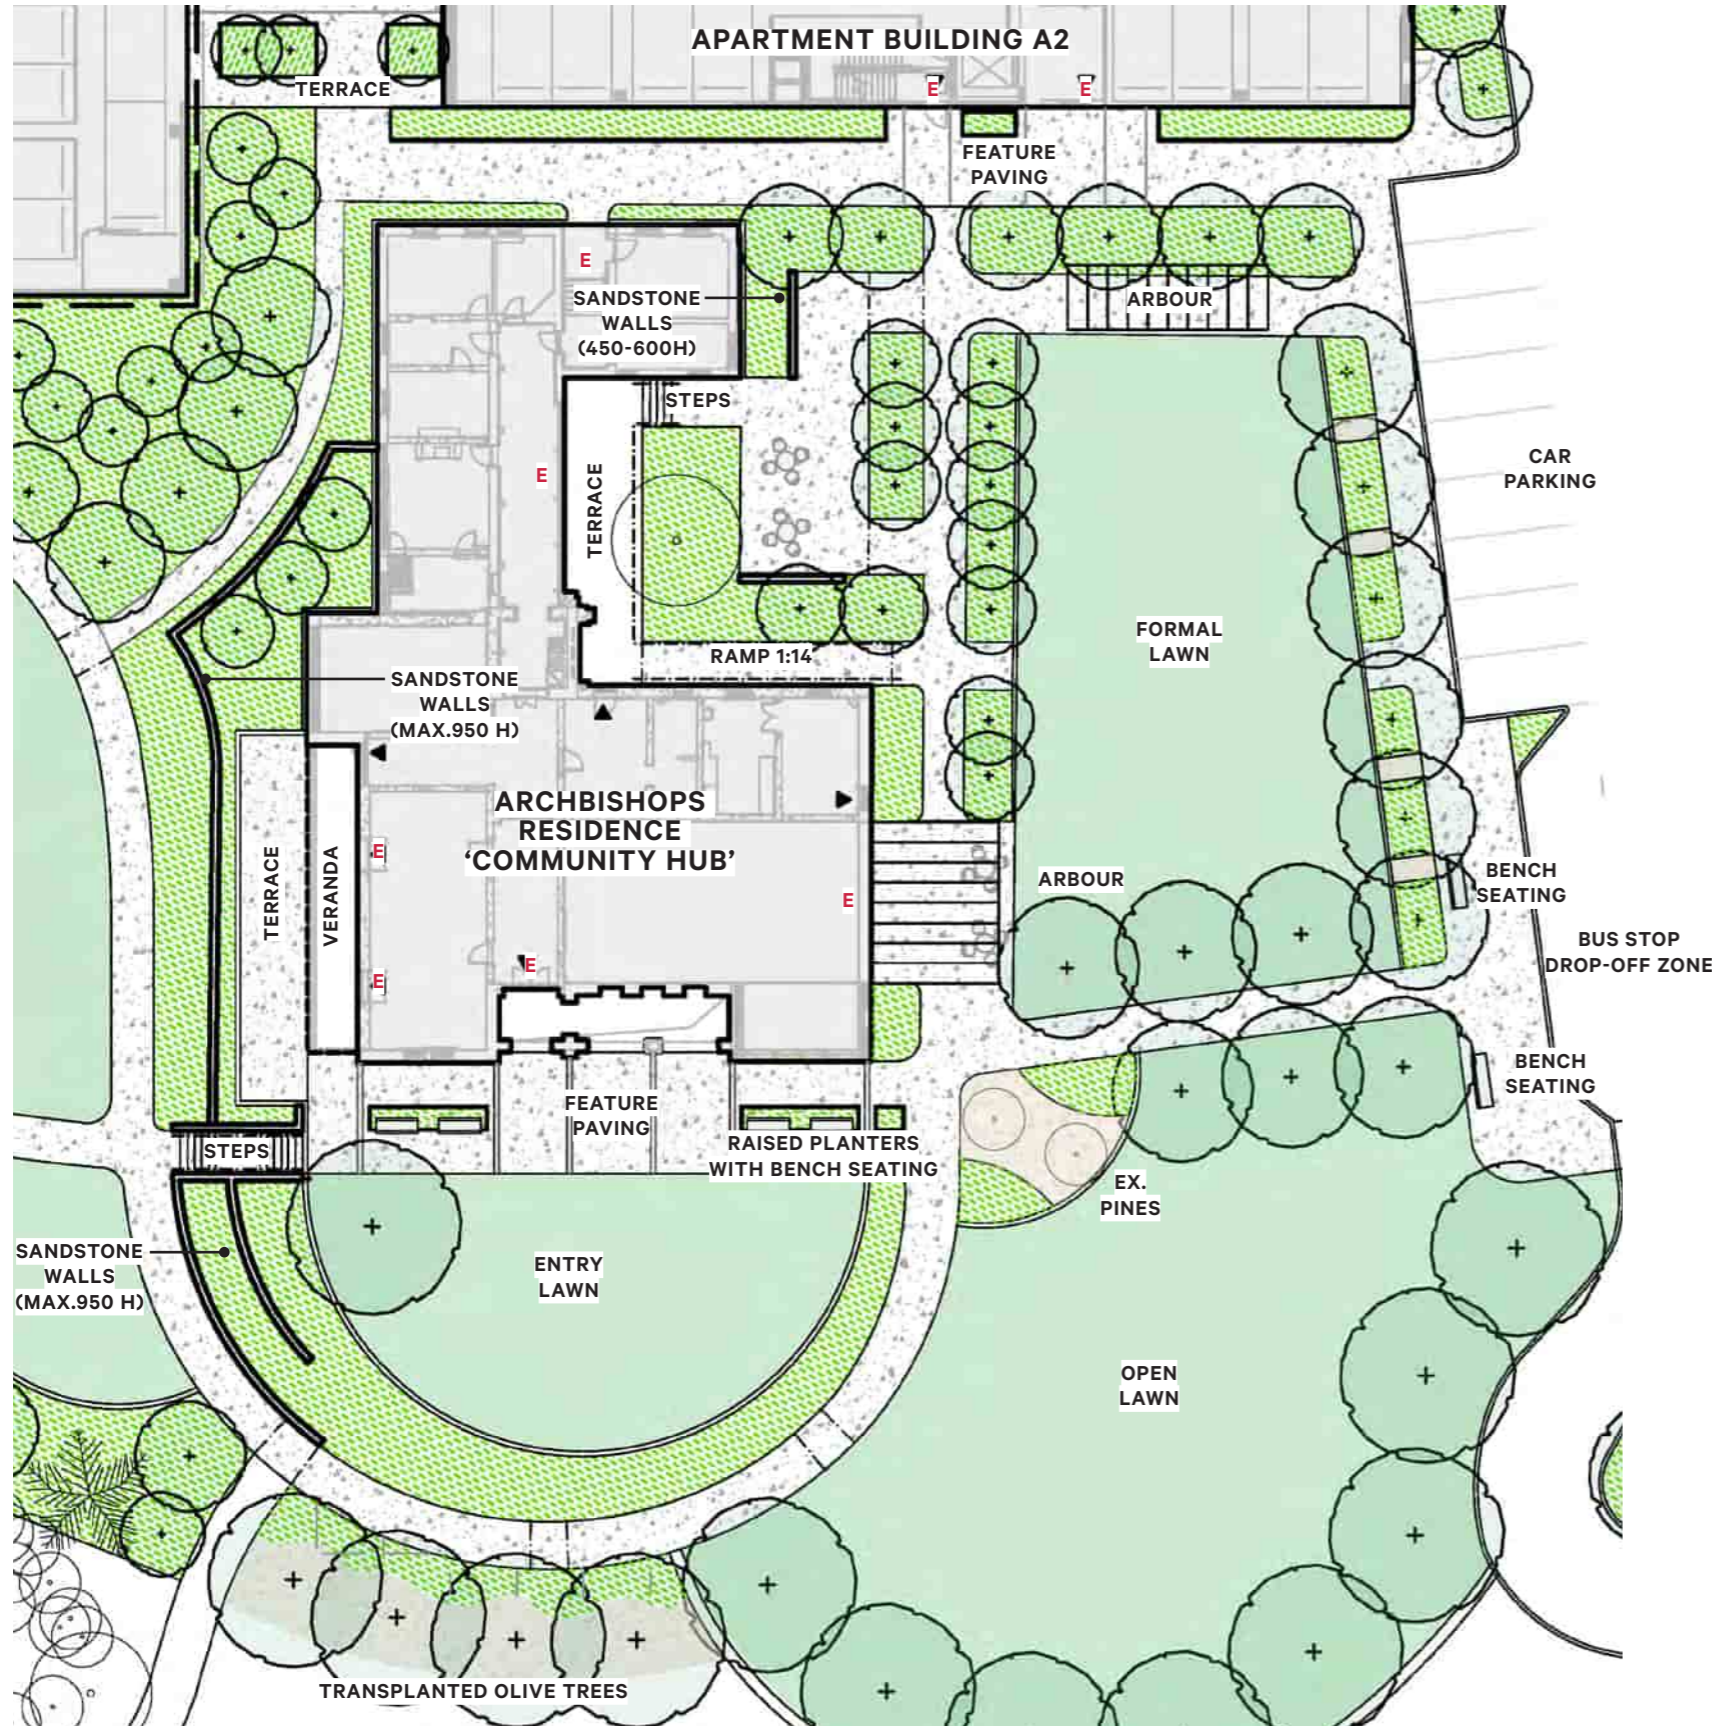 APARTMENT BUILDING A2
TERRACE
E
E
FEATURE
PAVING
E
SANDSTONE
WALLS
(450-600H)
ARBOUR
STEPS
E
TERRACE
CAR
PARKING
FORMAL
LAWN
RAMP 1:14
SANDSTONE
WALLS
(MAX.950 H)
ARCHBISHOPS
RESIDENCE
‘COMMUNITY HUB’
E
TERRACE
VERANDA
ARBOUR
BENCH
SEATING
E
BUS STOP
DROP-OFF ZONE
E
E
BENCH
SEATING
FEATURE
PAVING
STEPS
RAISED PLANTERS
WITH BENCH SEATING
EX.
PINES
SANDSTONE
WALLS
(MAX.950 H)
ENTRY
LAWN
OPEN
LAWN
TRANSPLANTED OLIVE TREES